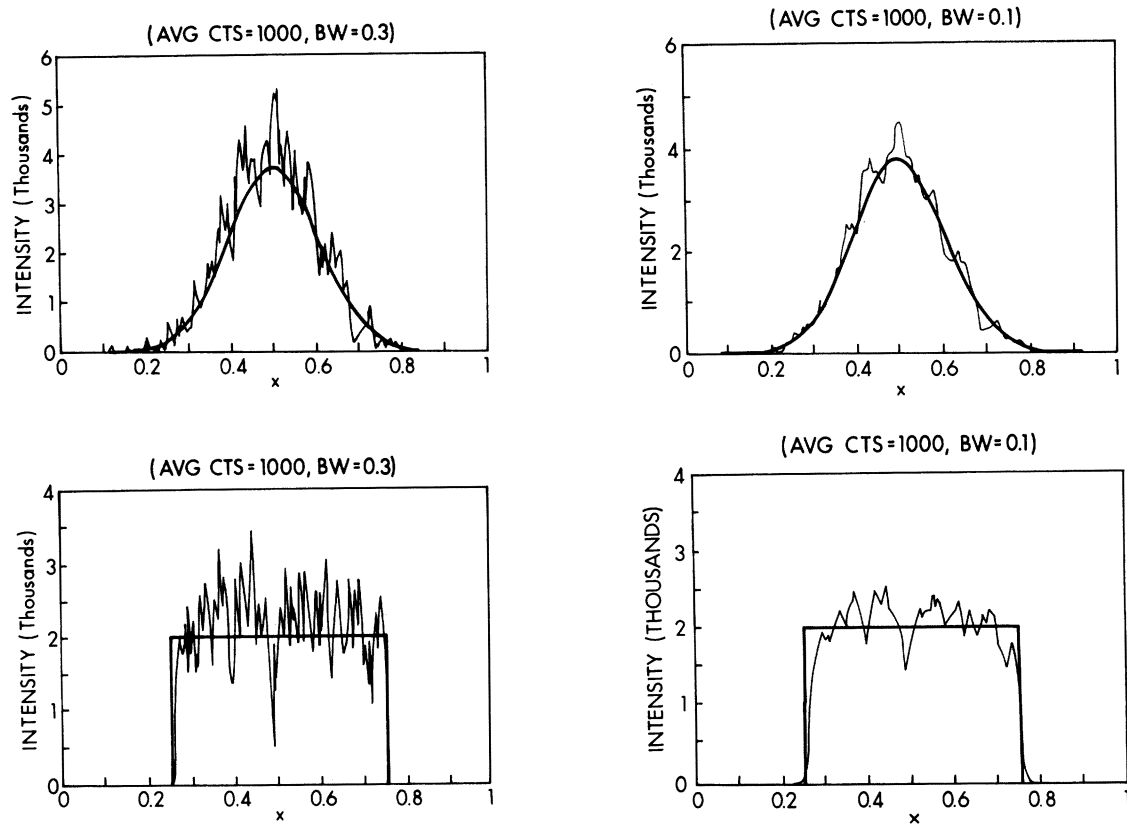 (AVG CTS=1000, BW=0.3)
INTENSITY (Thousands)
6
5
4
3
2
1
0
0 0.2 0.4 0.6 0.8 1
x
(AVG CTS=1000, BW=0.1)
INTENSITY (Thousands)
6
4
2
0
0 0.2 0.4 0.6 0.8 1
x
(AVG CTS=1000, BW=0.3)
INTENSITY (Thousands)
4
3
2
1
0
0 0.2 0.4 0.6 0.8 1
x
(AVG CTS=1000, BW=0.1)
INTENSITY (THOUSANDS)
4
3
2
1
0
0 0.2 0.4 0.6 0.8 1
x